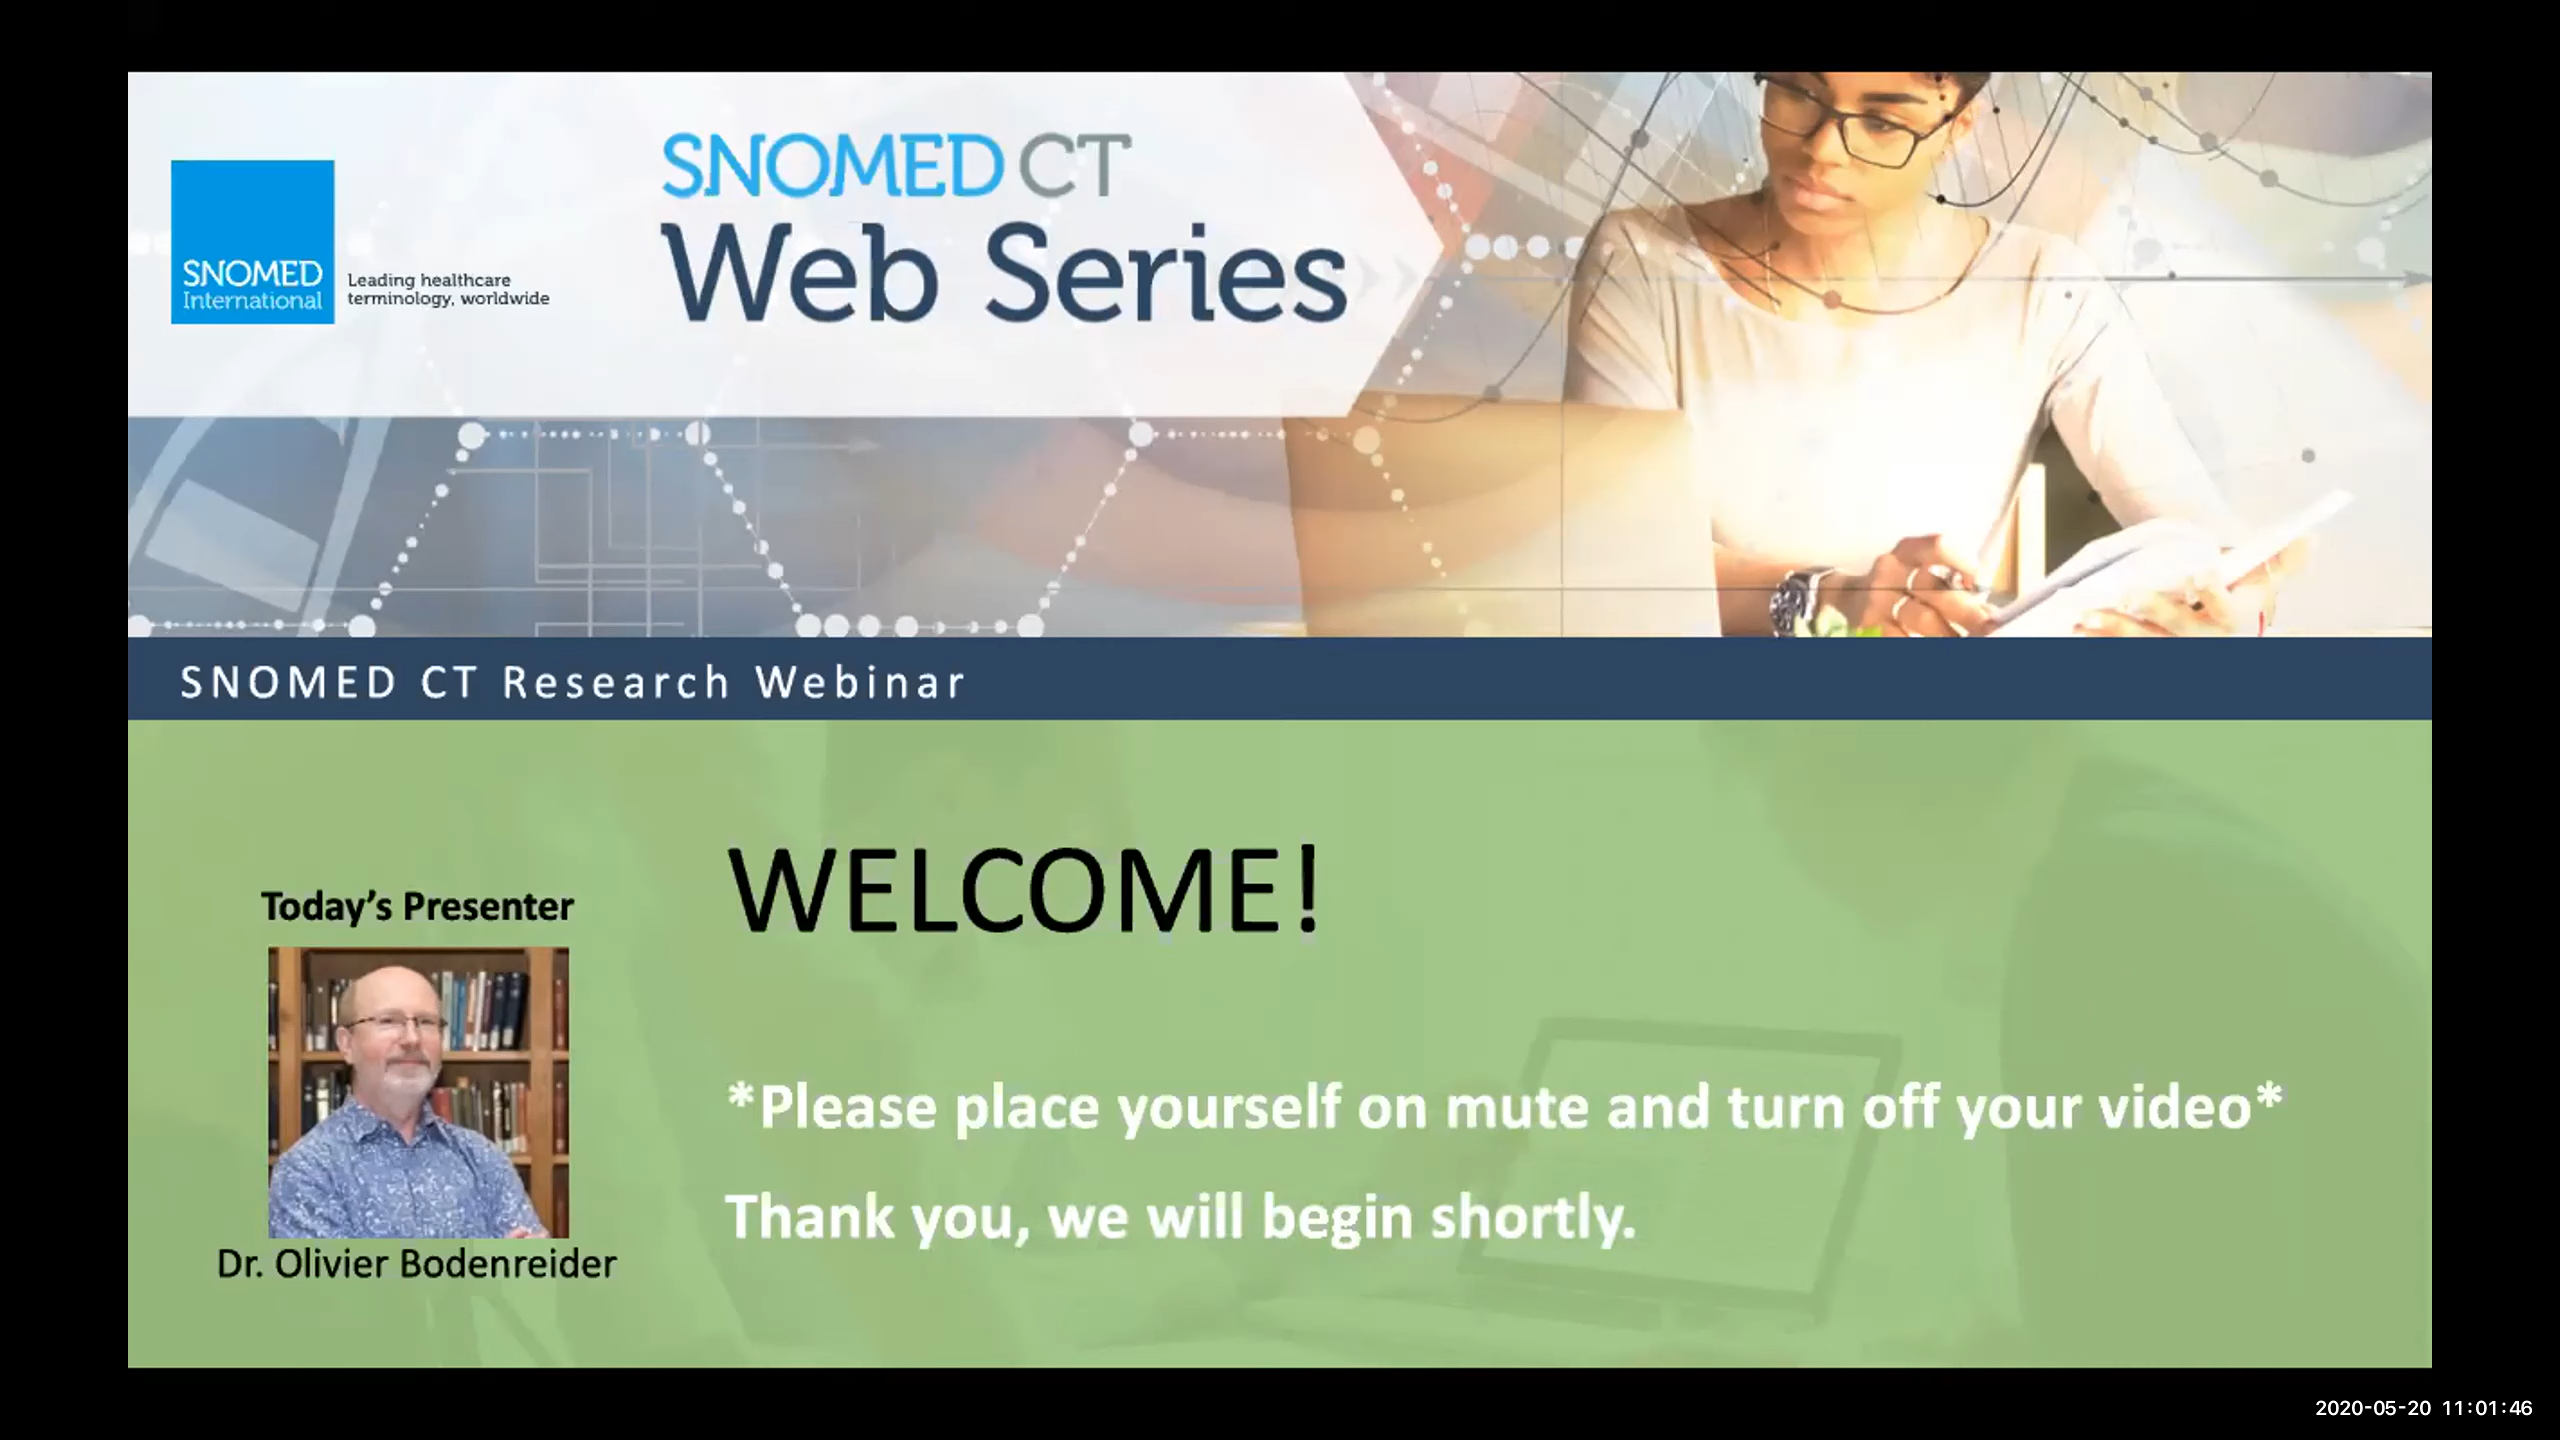 SNOMED CT
Web Series
SNOMED
International
Leading healthcare
terminology, worldwide
SNOMED CT Research Webinar
WELCOME!
Today's Presenter
*Please place yourself on mute and turn off your video*
Thank you, we will begin shortly.
Dr. Olivier Bodenreider
2020-05-20 11:01:46